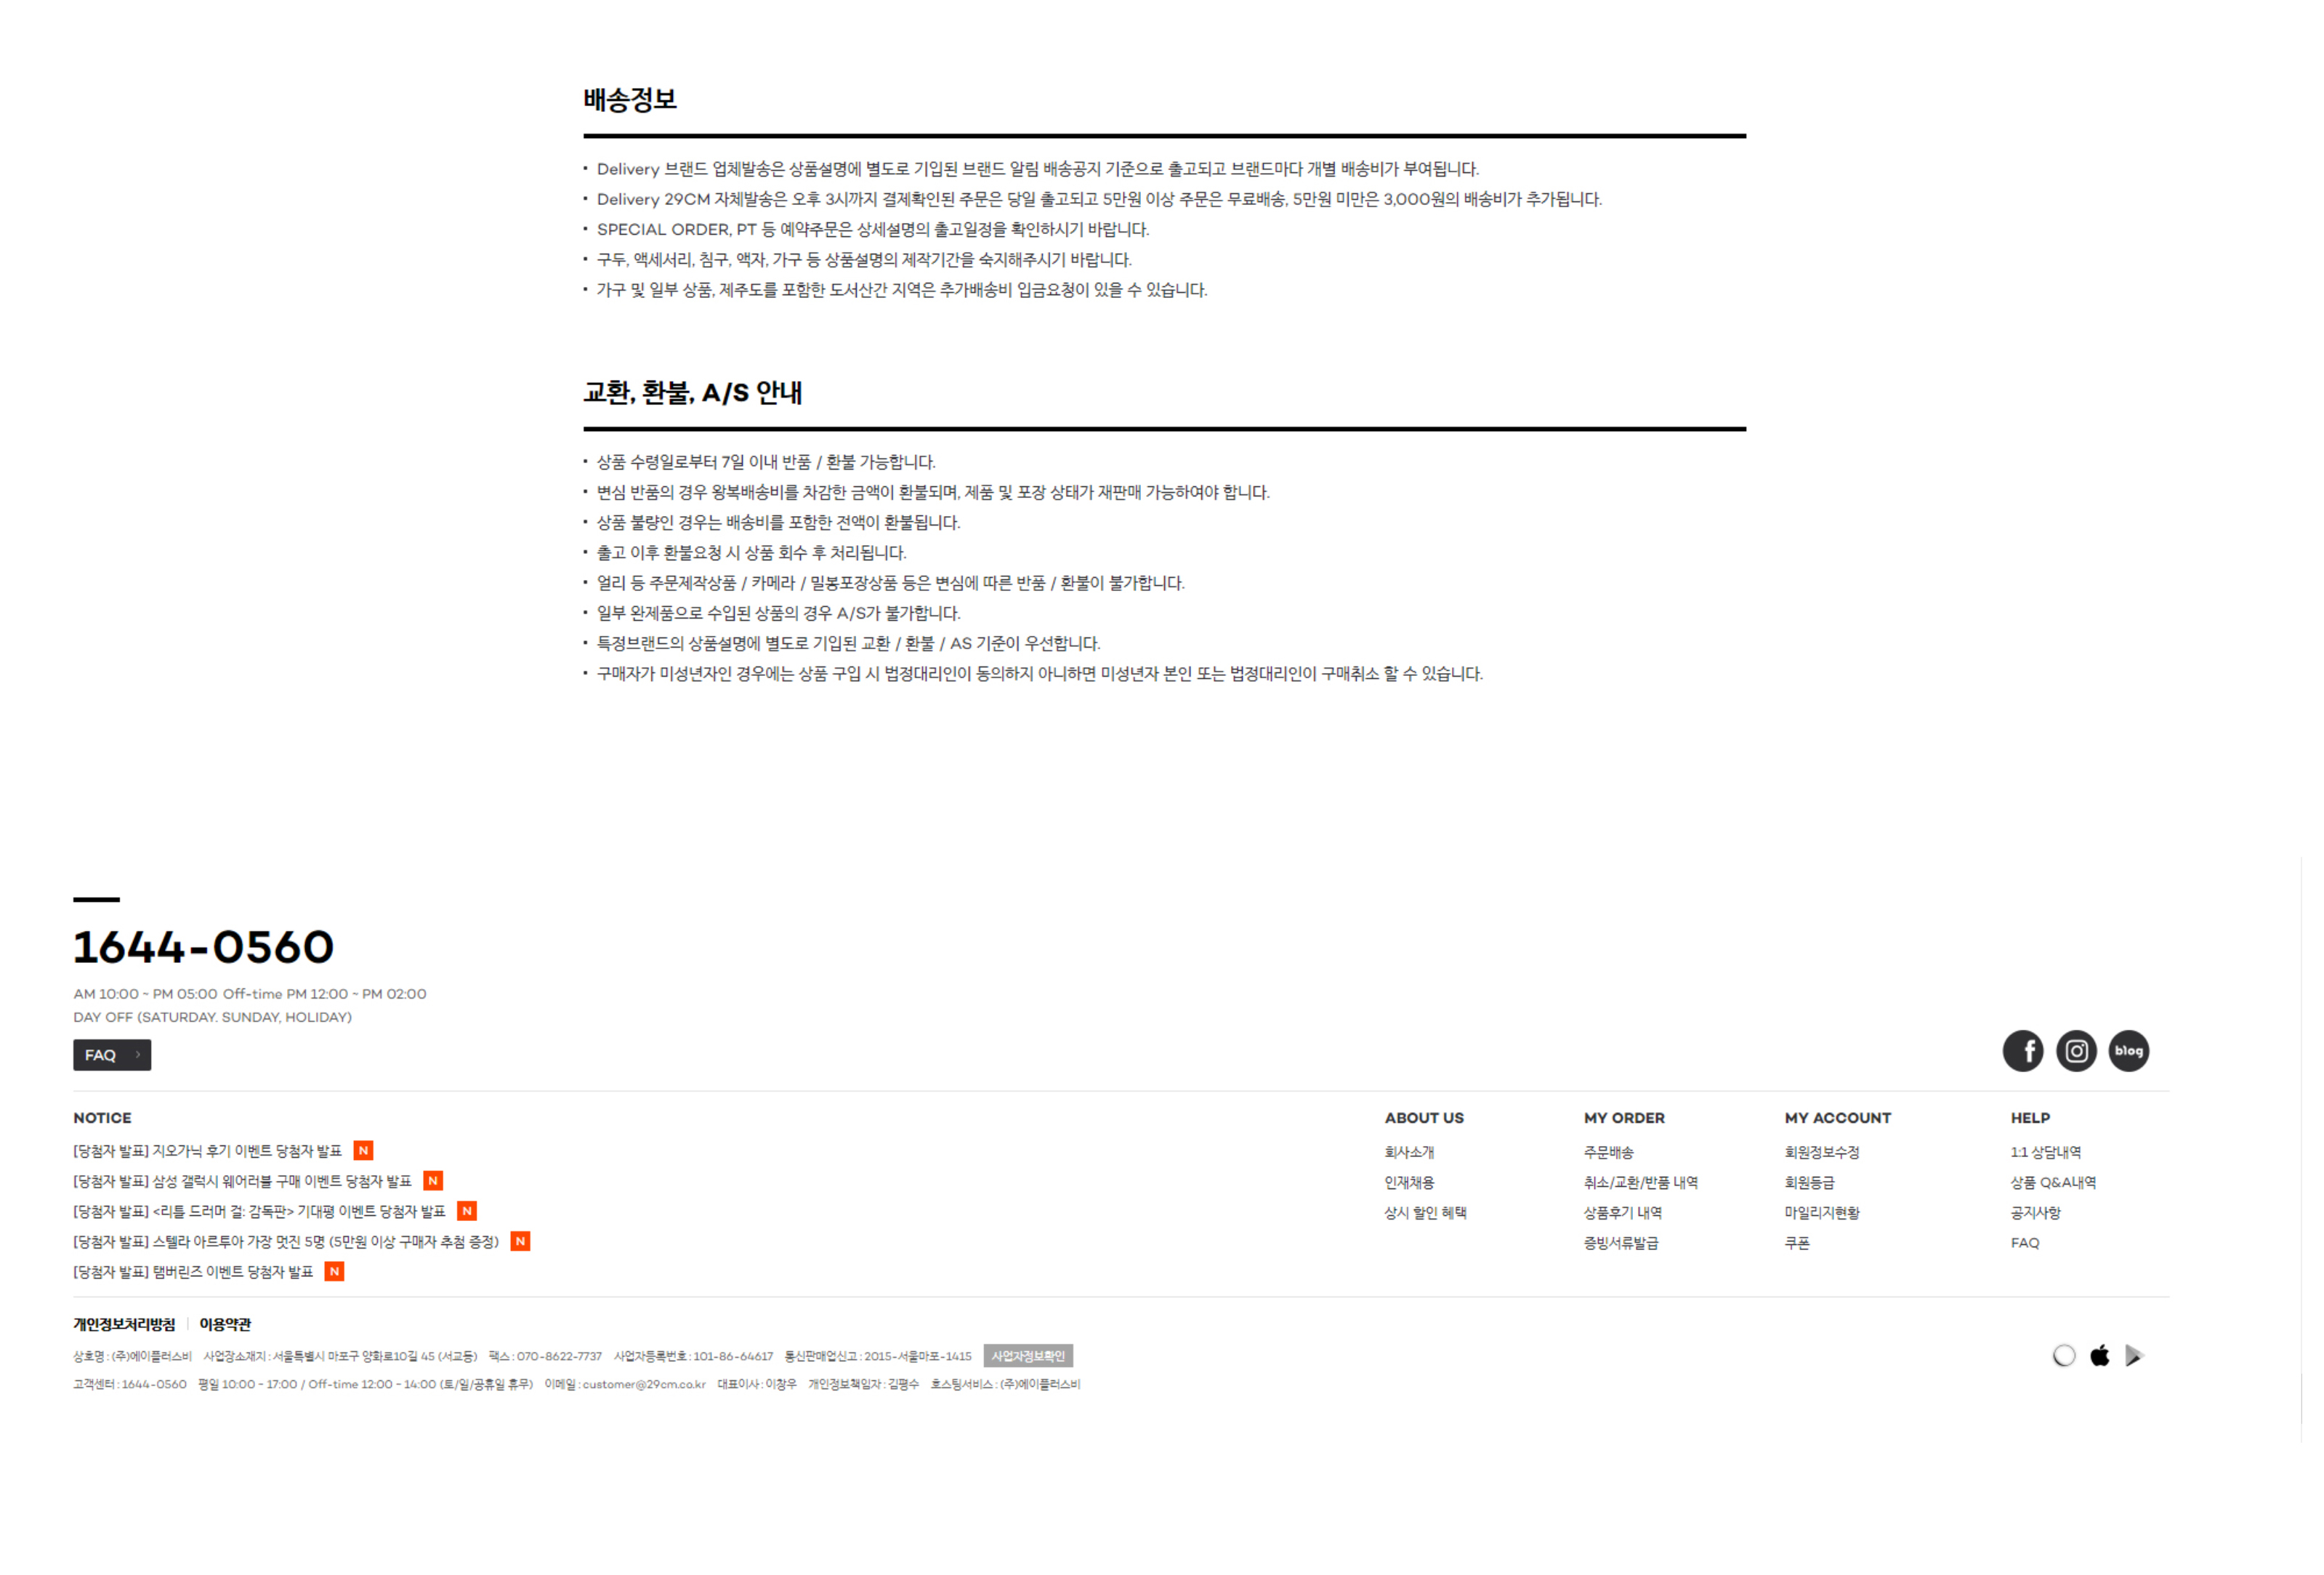 배송정보
· Delivery 브랜드 업체발송은 상품설명에 별도로 기입된 브랜드 알림 배송공지 기준으로 출고되고 브랜드마다 개별 배송비가 부여됩니다.
· Delivery 29CM 자체발송은 오후 3시까지 결제확인된 주문은 당일 출고되고 5만원 이상 주문은 무료배송, 5만원 미만은 3,000원의 배송비가 추가됩니다.
· SPECIAL ORDER, PT 등 예약주문은 상세설명의 출고일정을 확인하시기 바랍니다.
· 구두, 액세서리, 침구, 액자, 가구 등 상품설명의 제작기간을 숙지해주시기 바랍니다.
· 가구 및 일부 상품, 제주도를 포함한 도서산간 지역은 추가배송비 입금요청이 있을 수 있습니다.
교환, 환불, A/S 안내
· 상품 수령일로부터 7일 이내 반품 / 환불 가능합니다.
· 변심 반품의 경우 왕복배송비를 차감한 금액이 환불되며, 제품 및 포장 상태가 재판매 가능하여야 합니다.
· 상품 불량인 경우는 배송비를 포함한 전액이 환불됩니다.
· 출고 이후 환불요청 시 상품 회수 후 처리됩니다.
· 얼리 등 주문제작상품 / 카메라 / 밀봉포장상품 등은 변심에 따른 반품 / 환불이 불가합니다.
· 일부 완제품으로 수입된 상품의 경우 A/S가 불가합니다.
· 특정브랜드의 상품설명에 별도로 기입된 교환 / 환불 / AS 기준이 우선합니다.
· 구매자가 미성년자인 경우에는 상품 구입 시 법정대리인이 동의하지 아니하면 미성년자 본인 또는 법정대리인이 구매취소 할 수 있습니다.
1644-0560
AM 10:00 ~ PM 05:00 Off-time PM 12:00 ~ PM 02:00
DAY OFF (SATURDAY. SUNDAY, HOLIDAY)
FAQ >
f blog
NOTICE
[당첨자 발표] 지오가닉 후기 이벤트 당첨자 발표 N
[당첨자 발표] 삼성 갤럭시 웨어러블 구매 이벤트 당첨자 발표 N
[당첨자 발표] <리틀 드러머 걸: 감독판> 기대평 이벤트 당첨자 발표 N
[당첨자 발표] 스텔라 아르투아 가장 멋진 5명 (5만원 이상 구매자 추첨 증정) N
[당첨자 발표] 탬버린즈 이벤트 당첨자 발표 N
ABOUT US
회사소개
인재채용
상시 할인 혜택
MY ORDER
주문배송
취소/교환/반품 내역
상품후기 내역
증빙서류발급
MY ACCOUNT
회원정보수정
회원등급
마일리지현황
쿠폰
HELP
1:1 상담내역
상품 Q&A내역
공지사항
FAQ
개인정보처리방침 이용약관
상호명 : (주)에이플러스비 사업장소재지 : 서울특별시 마포구 양화로10길 45 (서교동) 팩스 : 070-8622-7737 사업자등록번호 : 101-86-64617 통신판매업신고 : 2015-서울마포-1415 사업자정보확인
고객센터 : 1644-0560 평일 10:00 ~ 17:00 / Off-time 12:00 ~ 14:00 (토/일/공휴일 휴무) 이메일 : customer@29cm.co.kr 대표이사 : 이창우 개인정보책임자 : 김평수 호스팅서비스 : (주)에이플러스비